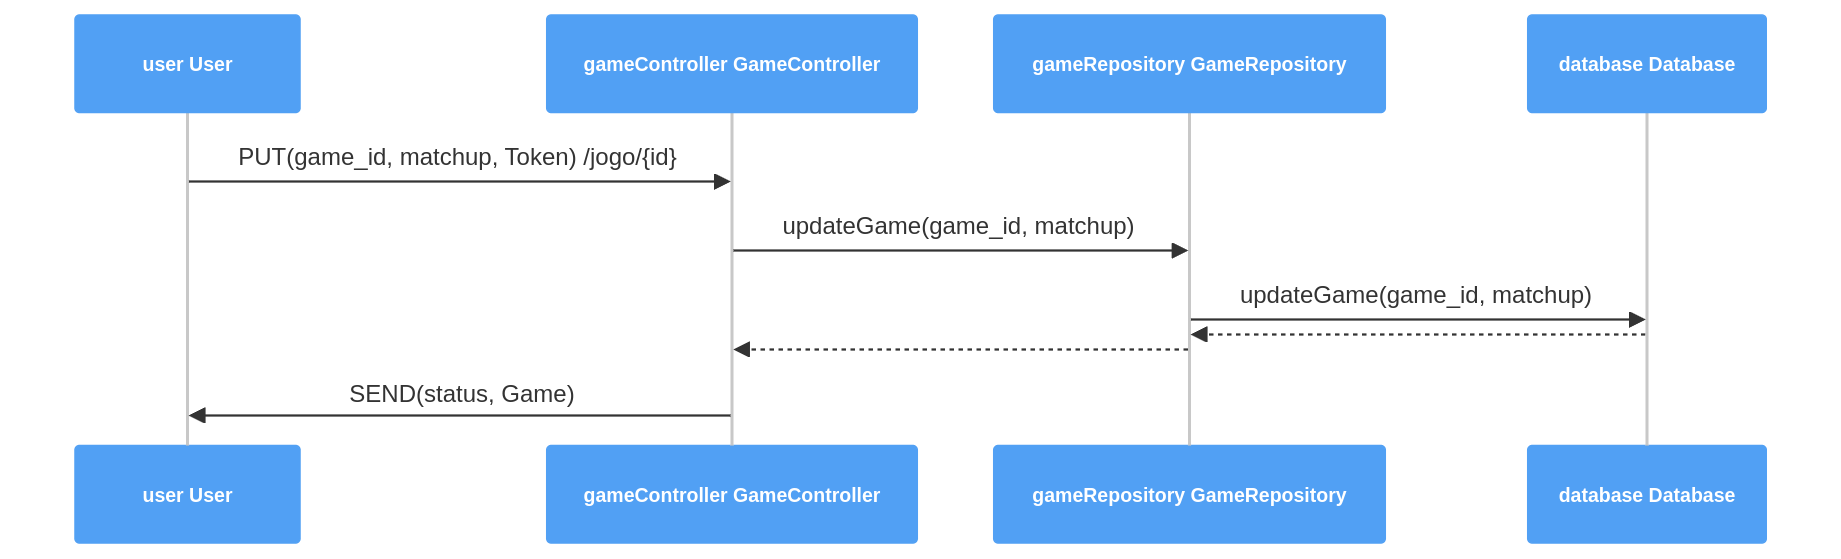 user User
gameController GameController
gameRepository GameRepository
database Database
PUT(game_id, matchup, Token) /jogo/{id}
updateGame(game_id, matchup)
updateGame(game_id, matchup)
SEND(status, Game)
user User
gameController GameController
gameRepository GameRepository
database Database